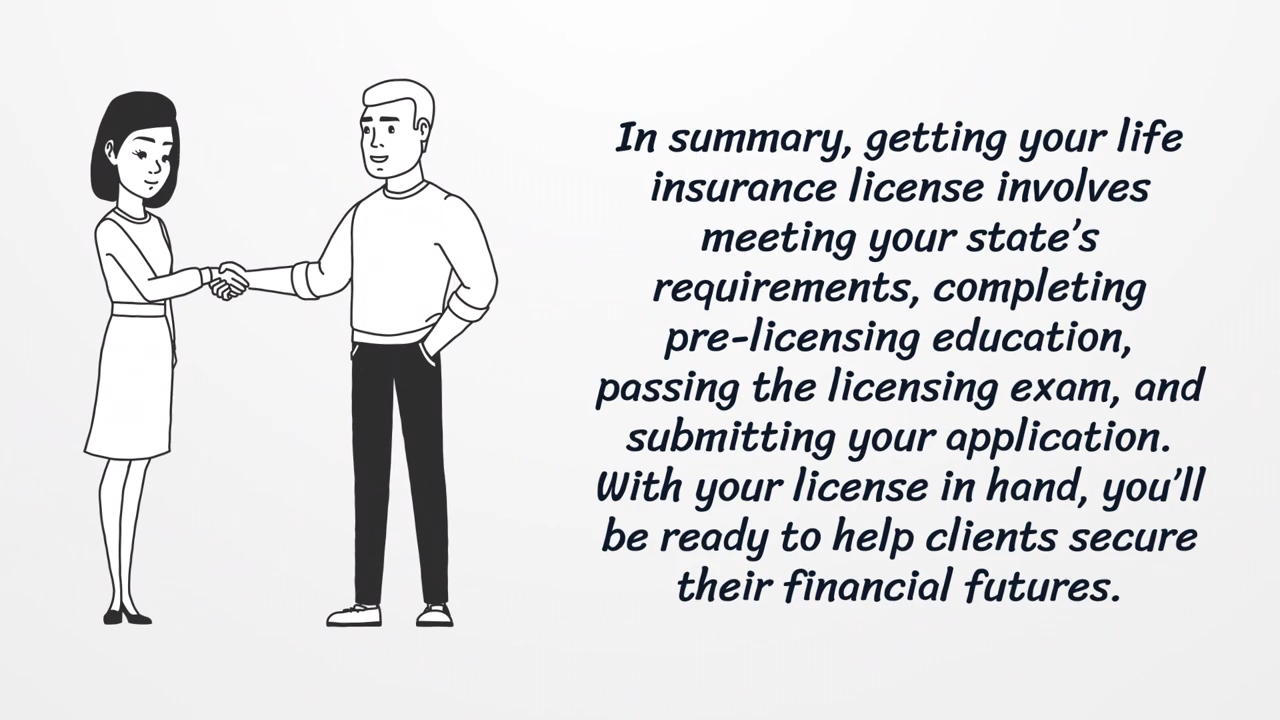 In summary, getting your life
insurance license involves
meeting your state’s
requirements, completing
pre-licensing education,
passing the licensing exam, and
submitting your application.
With your license in hand, you’ll
be ready to help clients secure
their financial futures.